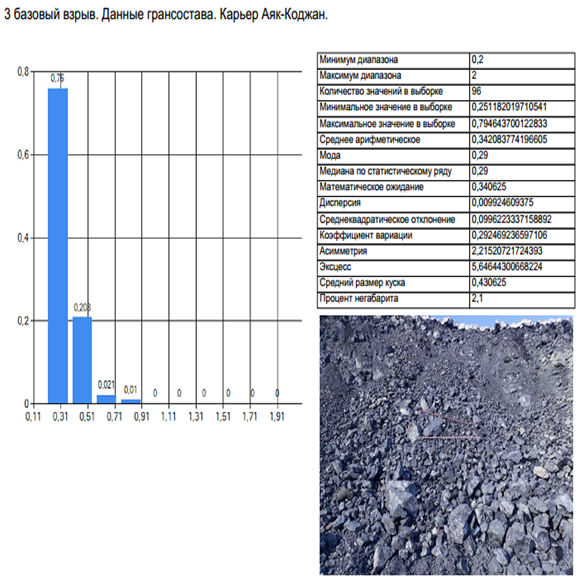 3 базовый взрыв. Данные грансостава. Карьер Аяк-Коджан.
0,8
0,6
0,4
0,2
0
0,76
0,208
0.021
0,01
0
0
0
0
0
0
0,11 0,31 0,51 0,71 0,91 1,11 1,31 1,51 1,71 1,91
Минимум диапазона 0,2
Максимум диапазона 2
Количество значений в выборке 96
Минимальное значение в выборке 0,251182019710541
Максимальное значение в выборке 0,794643700122833
Среднее арифметическое 0,342083774196605
Мода 0,29
Медиана по статистическому ряду 0,29
Математическое ожидание 0,340625
Дисперсия 0,009924609375
Среднеквадратическое отклонение 0,0996223337158892
Коэффициент вариации 0,292469236597106
Асимметрия 2,21520721724393
Эксцесс 5,64644300668224
Средний размер куска 0,430625
Процент негабарита 2,1